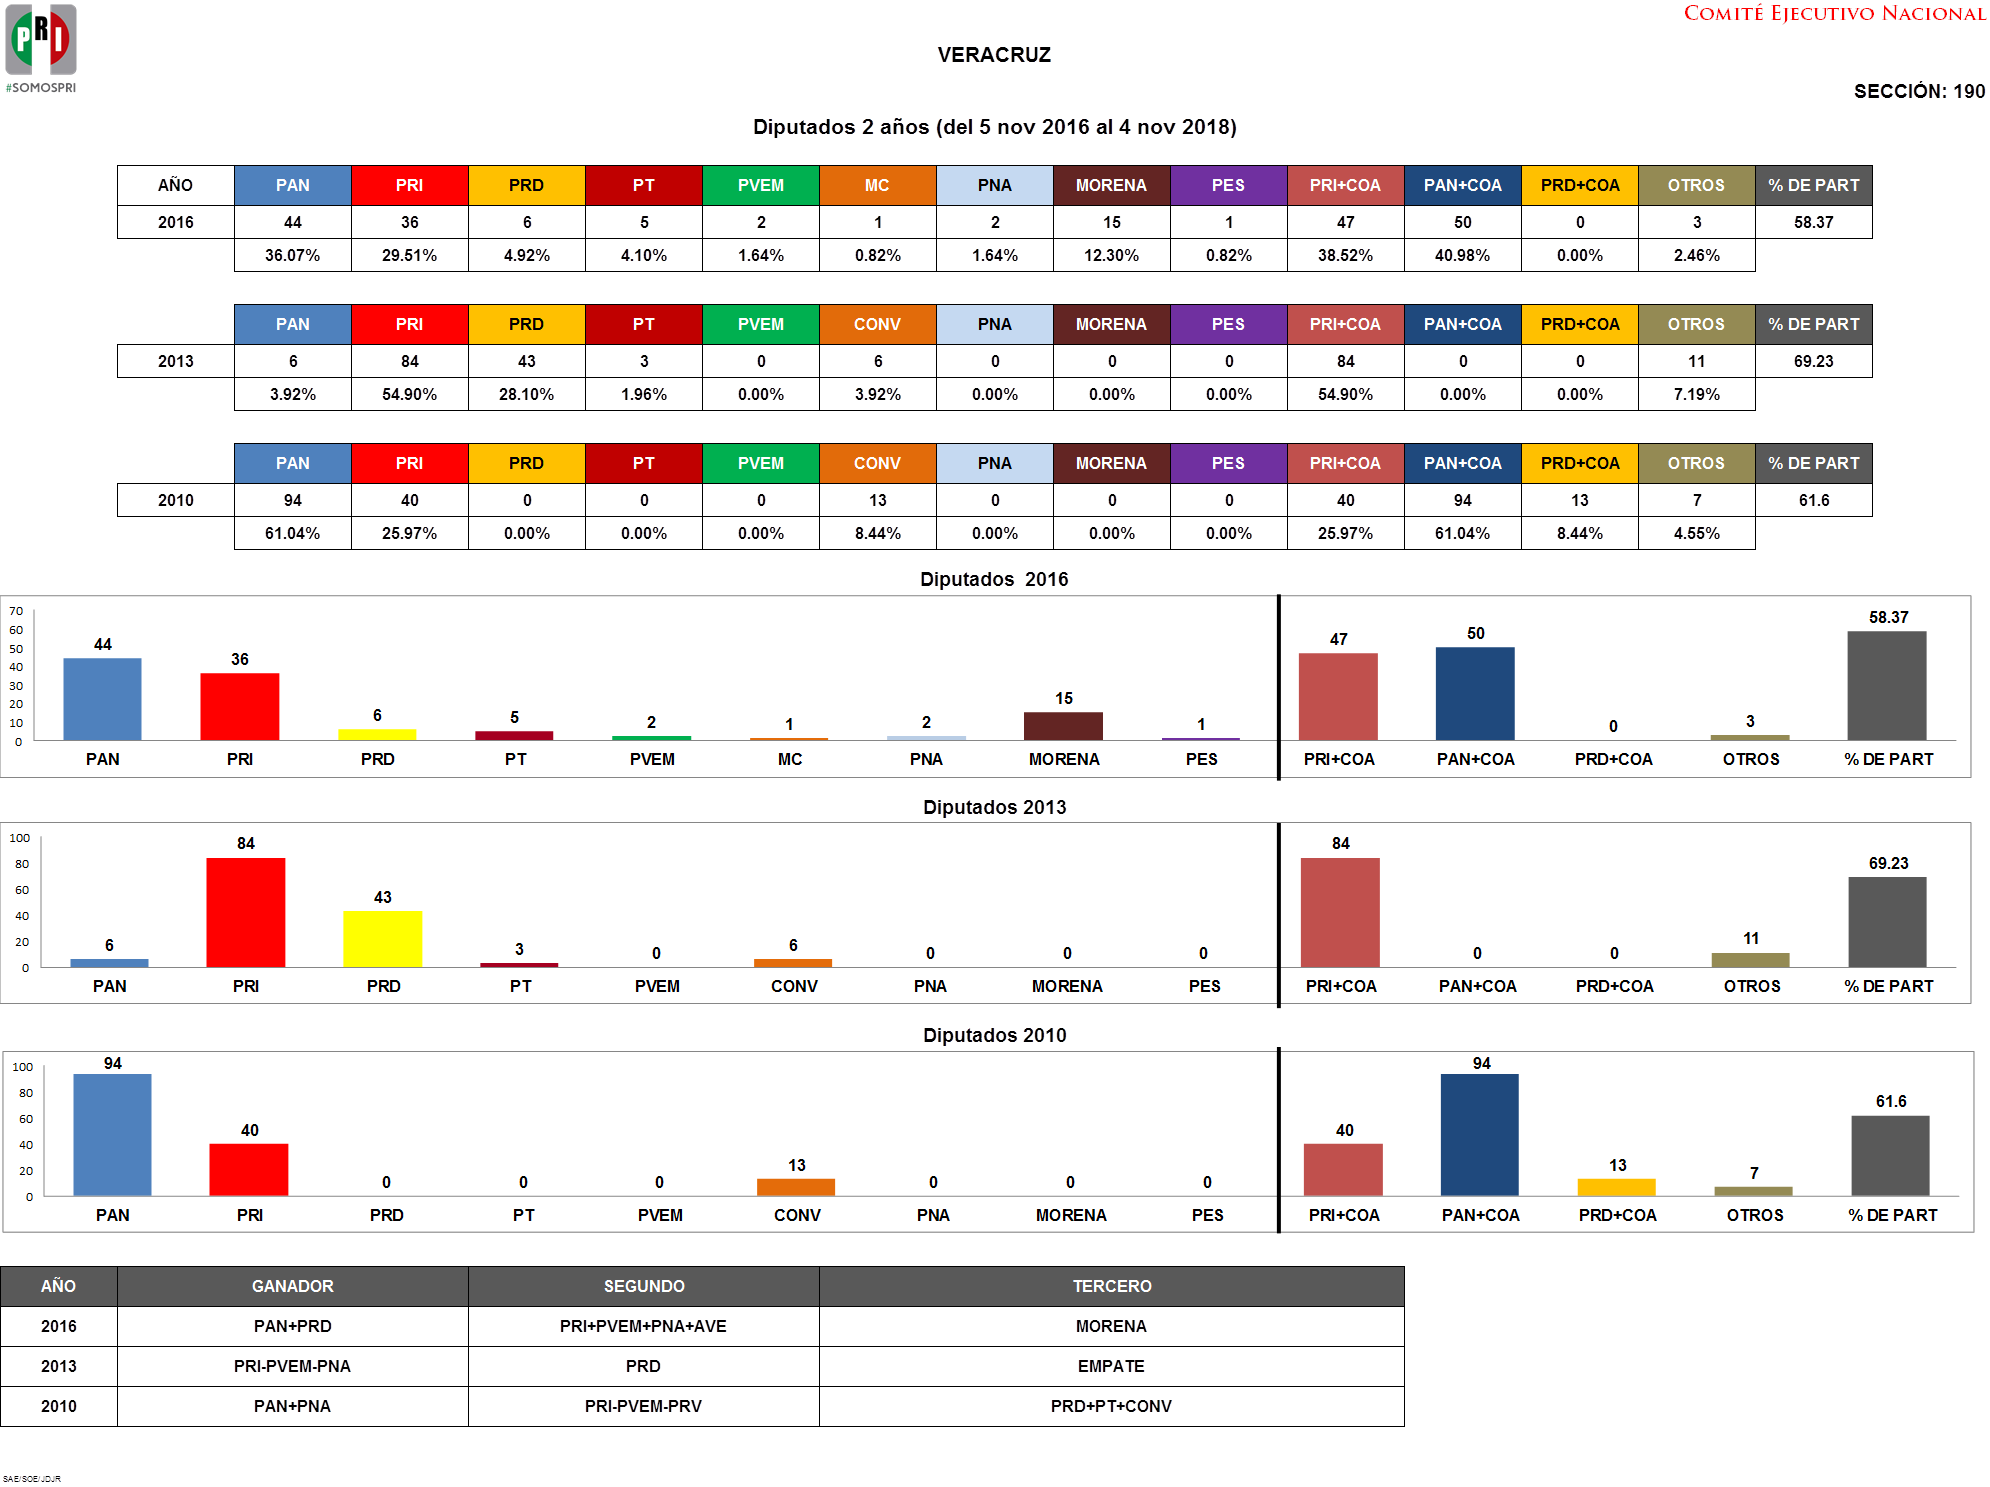 PRI
#SOMOSPRI
COMITÉ EJECUTIVO NACIONAL
VERACRUZ
SECCIÓN: 190
Diputados 2 años (del 5 nov 2016 al 4 nov 2018)
AÑO PAN PRI PRD PT PVEM MC PNA MORENA PES PRI+COA PAN+COA PRD+COA OTROS % DE PART
2016 44 36 6 5 2 1 2 15 1 47 50 0 3 58.37
36.07% 29.51% 4.92% 4.10% 1.64% 0.82% 1.64% 12.30% 0.82% 38.52% 40.98% 0.00% 2.46%
PAN PRI PRD PT PVEM CONV PNA MORENA PES PRI+COA PAN+COA PRD+COA OTROS % DE PART
2013 6 84 43 3 0 6 0 0 0 84 0 0 11 69.23
3.92% 54.90% 28.10% 1.96% 0.00% 3.92% 0.00% 0.00% 0.00% 54.90% 0.00% 0.00% 7.19%
PAN PRI PRD PT PVEM CONV PNA MORENA PES PRI+COA PAN+COA PRD+COA OTROS % DE PART
2010 94 40 0 0 0 13 0 0 0 40 94 13 7 61.6
61.04% 25.97% 0.00% 0.00% 0.00% 8.44% 0.00% 0.00% 0.00% 25.97% 61.04% 8.44% 4.55%
Diputados 2016
70
60
50
40
30
20
10
0
44 36 6 5 2 1 2 15 1 47 50 0 3 58.37
PAN PRI PRD PT PVEM MC PNA MORENA PES PRI+COA PAN+COA PRD+COA OTROS % DE PART
Diputados 2013
100
80
60
40
20
0
6 84 43 3 0 6 0 0 0 84 0 0 11 69.23
PAN PRI PRD PT PVEM CONV PNA MORENA PES PRI+COA PAN+COA PRD+COA OTROS % DE PART
Diputados 2010
100
80
60
40
20
0
94 40 0 0 0 13 0 0 0 40 94 13 7 61.6
PAN PRI PRD PT PVEM CONV PNA MORENA PES PRI+COA PAN+COA PRD+COA OTROS % DE PART
AÑO GANADOR SEGUNDO TERCERO
2016 PAN+PRD PRI+PVEM+PNA+AVE MORENA
2013 PRI-PVEM-PNA PRD EMPATE
2010 PAN+PNA PRI-PVEM-PRV PRD+PT+CONV
SAE/SOE/JDJR